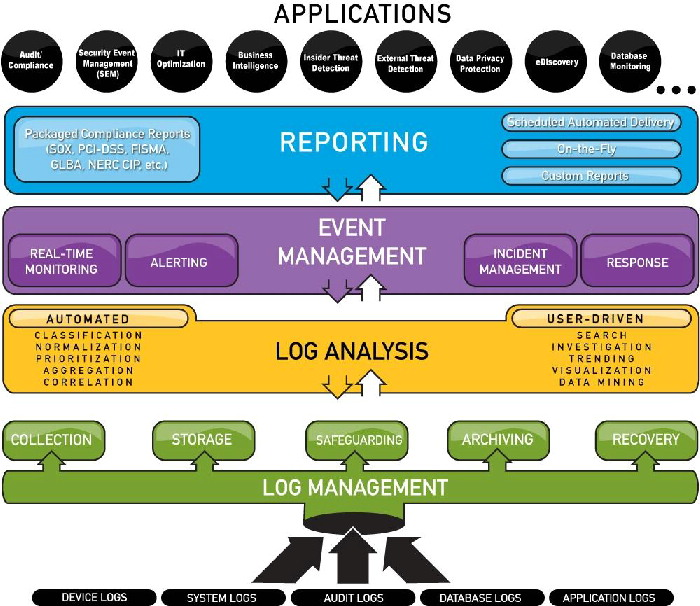 APPLICATIONS
Audit/
Compliance
Security Event
Management
(SEM)
IT
Optimization
Business
Intelligence
Insider Threat
Detection
External Threat
Detection
Data Privacy
Protection
eDiscovery
Database
Monitoring
REPORTING
Packaged Compliance Reports
(SOX, PCI-DSS, FISMA,
GLBA, NERC CIP, etc.)
Scheduled Automated Delivery
On-the-Fly
Custom Reports
EVENT
MANAGEMENT
REAL-TIME
MONITORING
ALERTING
INCIDENT
MANAGEMENT
RESPONSE
LOG ANALYSIS
AUTOMATED
CLASSIFICATION
NORMALIZATION
PRIORITIZATION
AGGREGATION
CORRELATION
USER-DRIVEN
SEARCH
INVESTIGATION
TRENDING
VISUALIZATION
DATA MINING
COLLECTION
STORAGE
SAFEGUARDING
ARCHIVING
RECOVERY
LOG MANAGEMENT
DEVICE LOGS
SYSTEM LOGS
AUDIT LOGS
DATABASE LOGS
APPLICATION LOGS